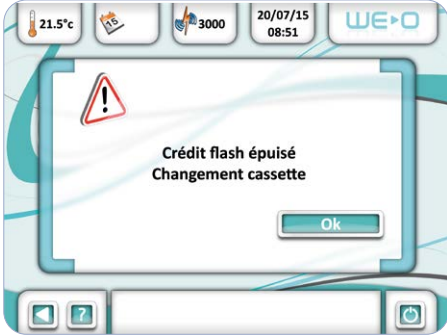 21.5°c
15
3000
20/07/15
08:51
WE▸O
Crédit flash épuisé
Changement cassette
Ok
?